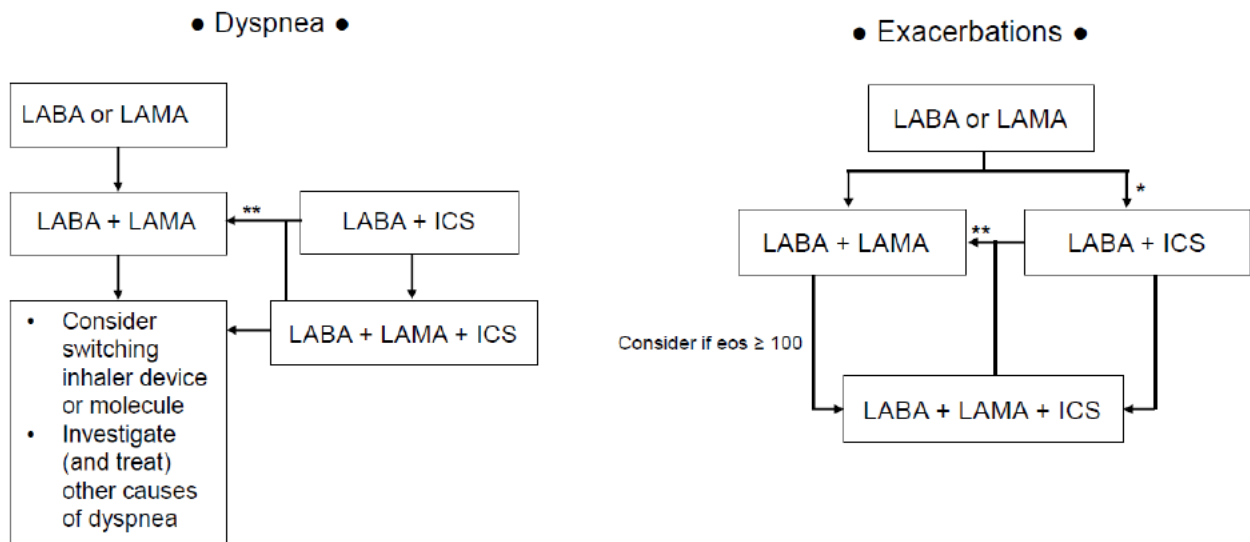 ● Dyspnea ●
LABA or LAMA
LABA + LAMA
**
LABA + ICS
• Consider
switching
inhaler device
or molecule
• Investigate
(and treat)
other causes
of dyspnea
LABA + LAMA + ICS
● Exacerbations ●
LABA or LAMA
*
LABA + LAMA
**
LABA + ICS
Consider if eos ≥ 100
LABA + LAMA + ICS